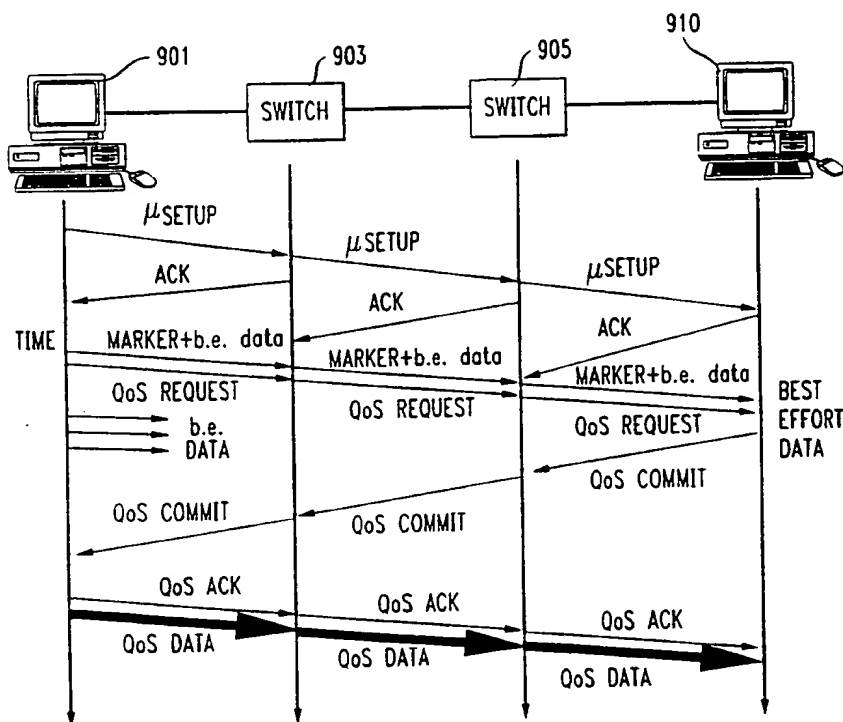 901
903
905
910
SWITCH
SWITCH
μSETUP
μSETUP
μSETUP
ACK
ACK
ACK
TIME
MARKER+b.e. data
MARKER+b.e. data
MARKER+b.e. data
QoS REQUEST
QoS REQUEST
QoS REQUEST
b.e.
DATA
BEST
EFFORT
DATA
QoS COMMIT
QoS COMMIT
QoS COMMIT
QoS ACK
QoS ACK
QoS ACK
QoS DATA
QoS DATA
QoS DATA